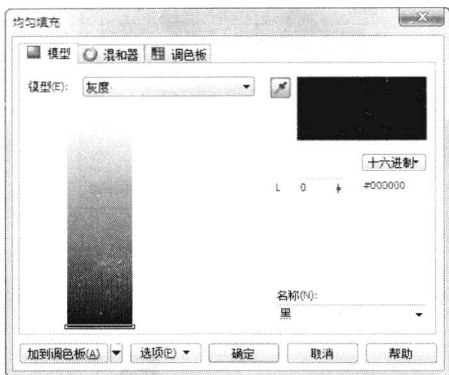 均匀填充
模型 混和器 调色板
模型(E): 灰度
十六进制
L 0 #000000
名称(N):
黑
加到调色板(A) 选项(P) 确定 取消 帮助